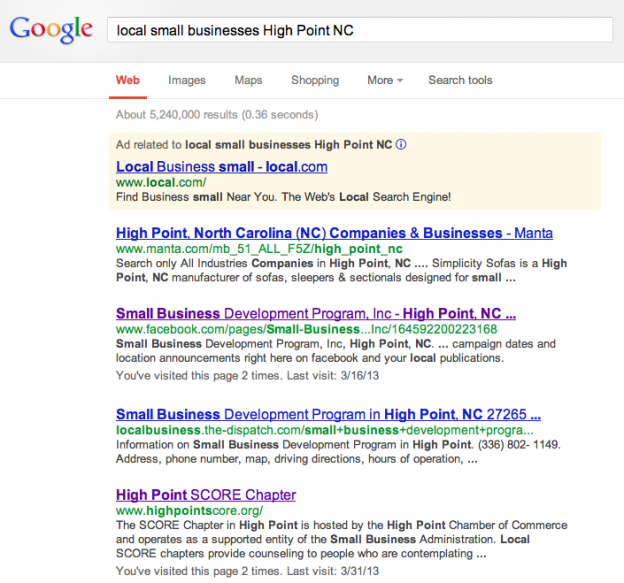 Google
local small businesses High Point NC
Web Images Maps Shopping More Search tools
About 5,240,000 results (0.36 seconds)
Ad related to local small businesses High Point NC
Local Business small - local.com
www.local.com/
Find Business small Near You. The Web's Local Search Engine!
High Point, North Carolina (NC) Companies & Businesses - Manta
www.manta.com/mb_51_ALL_F5Z/high_point_nc
Search only All Industries Companies in High Point, NC .... Simplicity Sofas is a High
Point, NC manufacturer of sofas, sleepers & sectionals designed for small ...
Small Business Development Program, Inc - High Point, NC ...
www.facebook.com/pages/Small-Business...Inc/164592200223168
Small Business Development Program, Inc, High Point, NC. ... campaign dates and
location announcements right here on facebook and your local publications.
You've visited this page 2 times. Last visit: 3/16/13
Small Business Development Program in High Point, NC 27265 ...
localbusiness.the-dispatch.com/small+business+development+progra...
Information on Small Business Development Program in High Point. (336) 802- 1149.
Address, phone number, map, driving directions, hours of operation, ...
High Point SCORE Chapter
www.highpointscore.org/
The SCORE Chapter in High Point is hosted by the High Point Chamber of Commerce
and operates as a supported entity of the Small Business Administration. Local
SCORE chapters provide counseling to people who are contemplating ...
You've visited this page 2 times. Last visit: 3/31/13